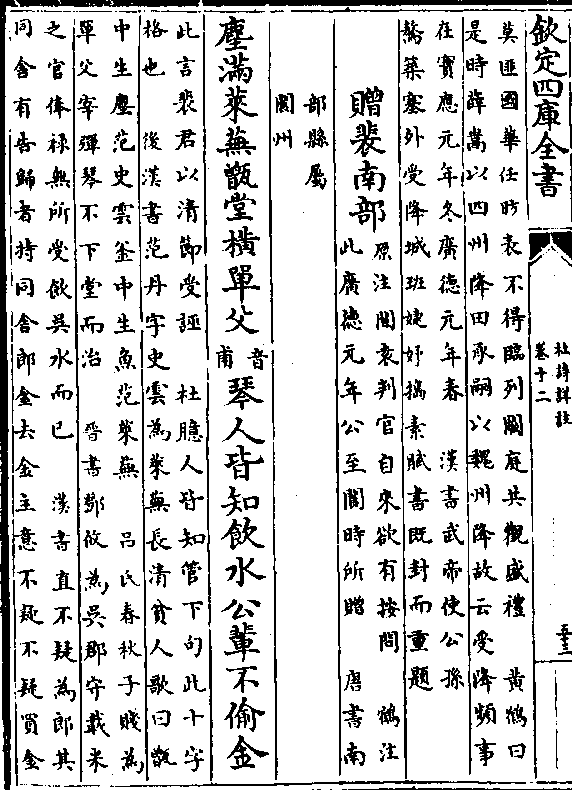 欽定四庫全書
杜詩詳註
卷十二
莫匪國華任昉表不得臨列闕庭共觀盛禮　黃鶴曰
是時薛嵩以四州降田承嗣以魏州降故云受降頻事
在寶應元年冬廣德元年春　漢書武帝使公孫
敖築塞外受降城班婕妤擣素賦書既封而重題
贈裴南部
原注聞袁判官自來欲有按問　鶴注
此廣德元年公至閬時所贈　唐書南
部縣屬
閬州
塵滿萊蕪甑堂橫單父音甫琴人皆知飲水公輩不偷金
此言裴君以清節受誣　杜臆人皆知管下句此十字
格也　後漢書范丹字史雲為萊蕪長清貧人歌曰甑
中生塵范史雲釜中生魚范萊蕪　呂氏春秋子賤為
單父宰彈琴不下堂而治　晉書鄧攸為吳郡守載米
之官俸祿無所受飲吳水而已　漢書直不疑為郎其
同舍有告歸者持同舍郎金去金主意不疑不疑買金